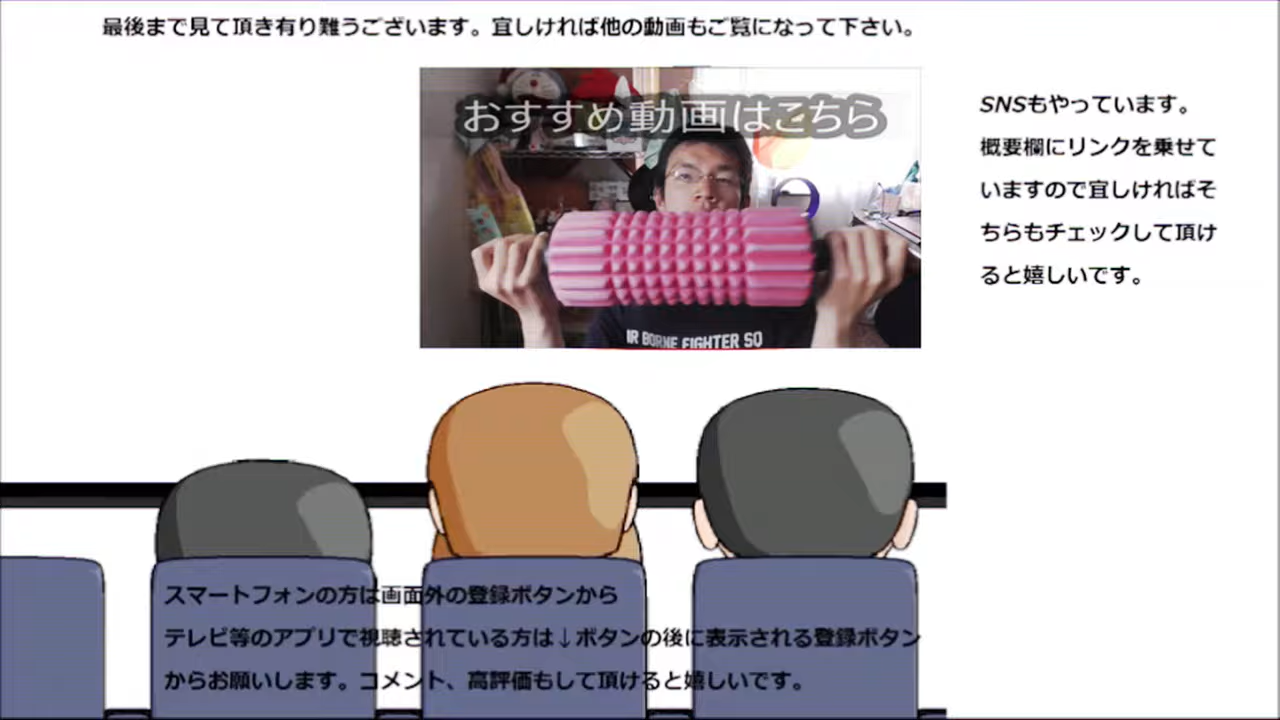 最後まで見て頂き有り難うございます。宜しければ他の動画もご覧になって下さい。
おすすめ動画はこちら
IR BORNE FIGHTER SQ
SNSもやっています。
概要欄にリンクを乗せて
いますので宜しければそ
ちらもチェックして頂け
ると嬉しいです。
スマートフォンの方は画面外の登録ボタンから
テレビ等のアプリで視聴されている方は↓ボタンの後に表示される登録ボタン
からお願いします。コメント、高評価もして頂けると嬉しいです。